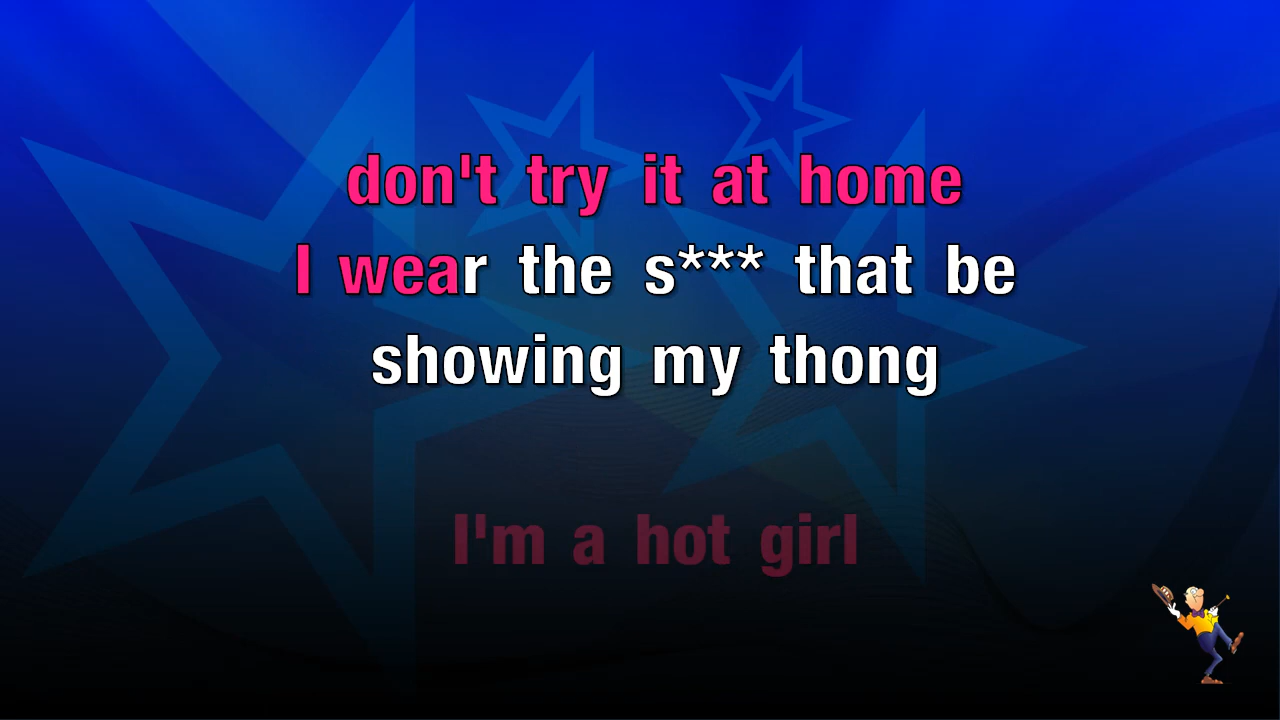 don't try it at home
I wear the s*** that be
showing my thong
I'm a hot girl